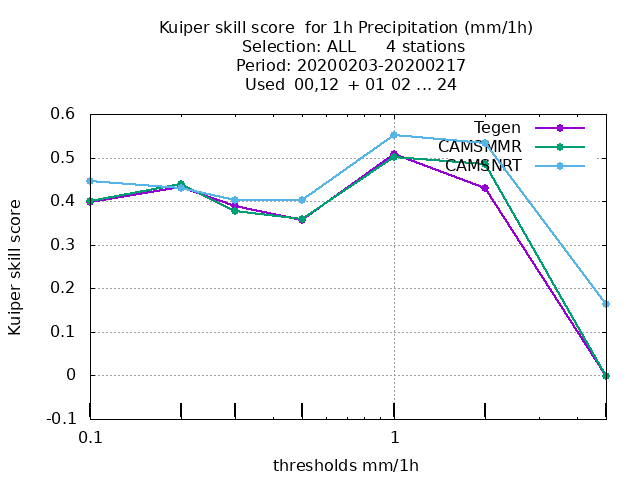 Kuiper skill score  for 1h Precipitation (mm/1h)
Selection: ALL      4 stations
Period: 20200203-20200217
Used  00,12  + 01 02 ... 24
Tegen
CAMSMMR
CAMSNRT
0.6
0.5
0.4
0.3
0.2
0.1
0
-0.1
Kuiper skill score
0.1
1
thresholds mm/1h